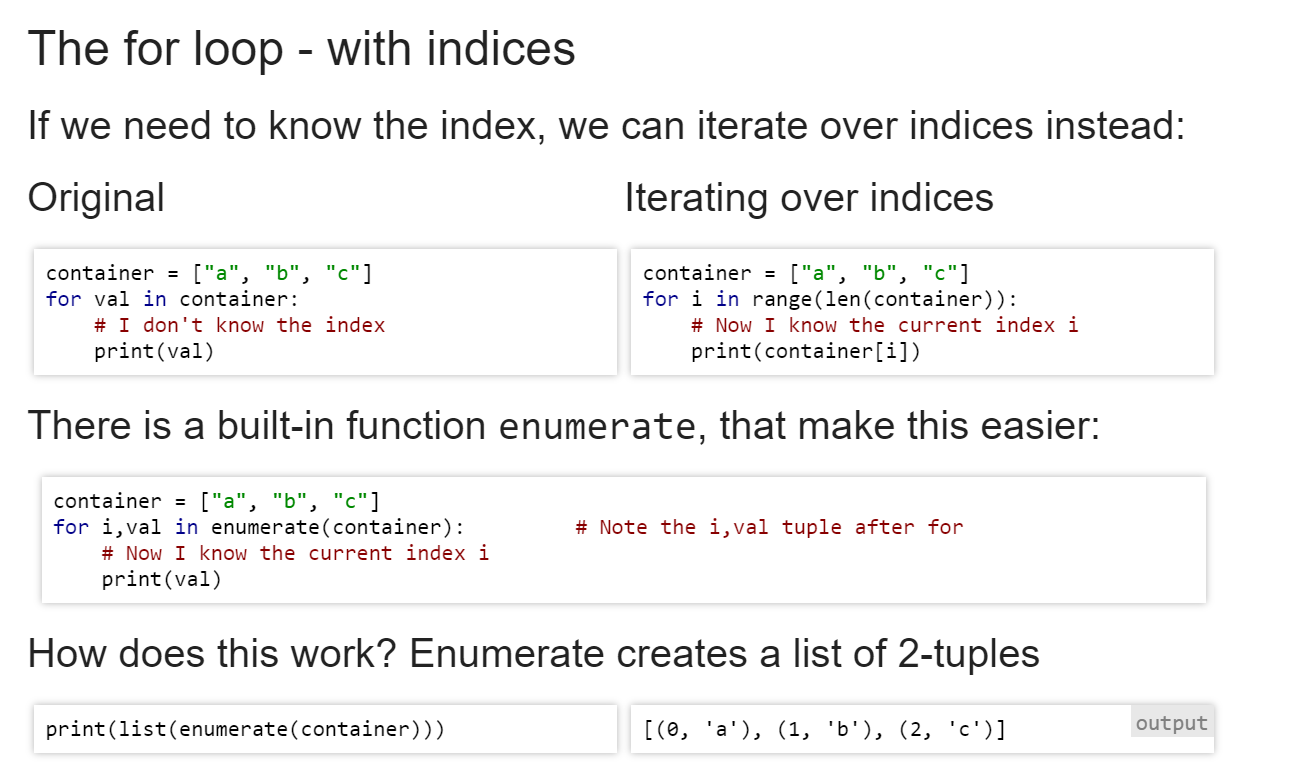 The for loop - with indices
If we need to know the index, we can iterate over indices instead:
Original
container = ["a", "b", "c"]
for val in container:
    # I don't know the index
    print(val)
Iterating over indices
container = ["a", "b", "c"]
for i in range(len(container)):
    # Now I know the current index i
    print(container[i])
There is a built-in function enumerate, that make this easier:
container = ["a", "b", "c"]
for i,val in enumerate(container):         # Note the i,val tuple after for
    # Now I know the current index i
    print(val)
How does this work? Enumerate creates a list of 2-tuples
print(list(enumerate(container)))
[(0, 'a'), (1, 'b'), (2, 'c')]
output